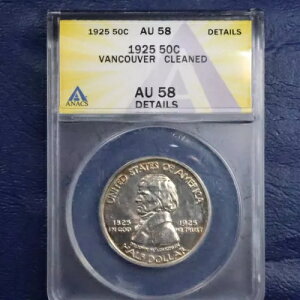 1925 50C AU 58 DETAILS
1925 50C
VANCOUVER CLEANED
AU 58
DETAILS
ANACS
ANACS
UNITED STATES OF AMERICA
1825 1925
IN GOD WE TRUST
HALF DOLLAR